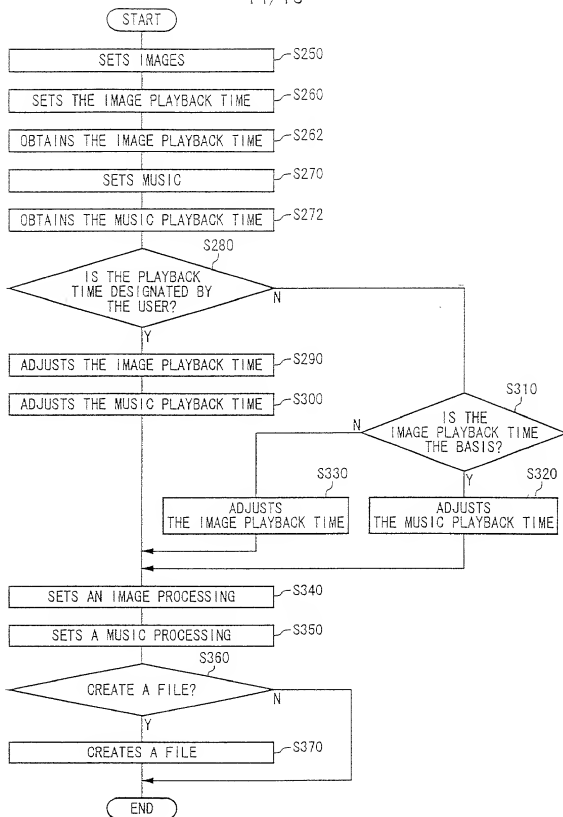 START
SETS IMAGES
S250
SETS THE IMAGE PLAYBACK TIME
S260
OBTAINS THE IMAGE PLAYBACK TIME
S262
SETS MUSIC
S270
OBTAINS THE MUSIC PLAYBACK TIME
S272
S280
IS THE PLAYBACK
TIME DESIGNATED BY
THE USER?
N
Y
ADJUSTS THE IMAGE PLAYBACK TIME
S290
ADJUSTS THE MUSIC PLAYBACK TIME
S300
S310
IS THE
IMAGE PLAYBACK TIME
THE BASIS?
N
Y
S330
ADJUSTS
THE IMAGE PLAYBACK TIME
S320
ADJUSTS
THE MUSIC PLAYBACK TIME
SETS AN IMAGE PROCESSING
S340
SETS A MUSIC PROCESSING
S350
S360
CREATE A FILE?
N
Y
CREATES A FILE
S370
END